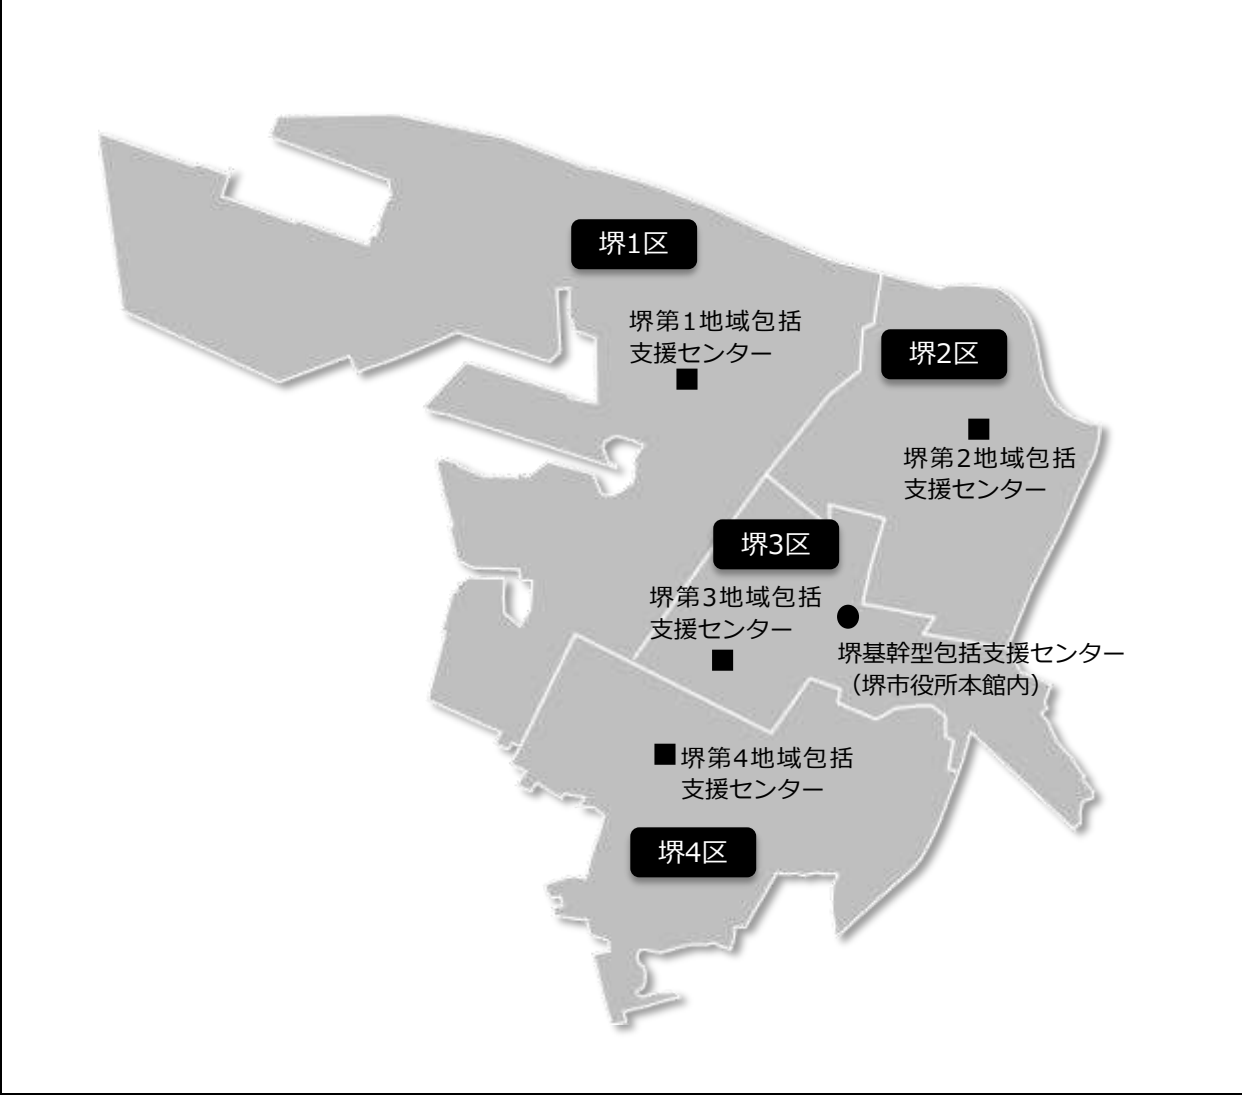 堺1区
堺第1地域包括
支援センター
堺2区
堺第2地域包括
支援センター
堺3区
堺第3地域包括
支援センター
堺基幹型包括支援センター
（堺市役所本館内）
堺第4地域包括
支援センター
堺4区